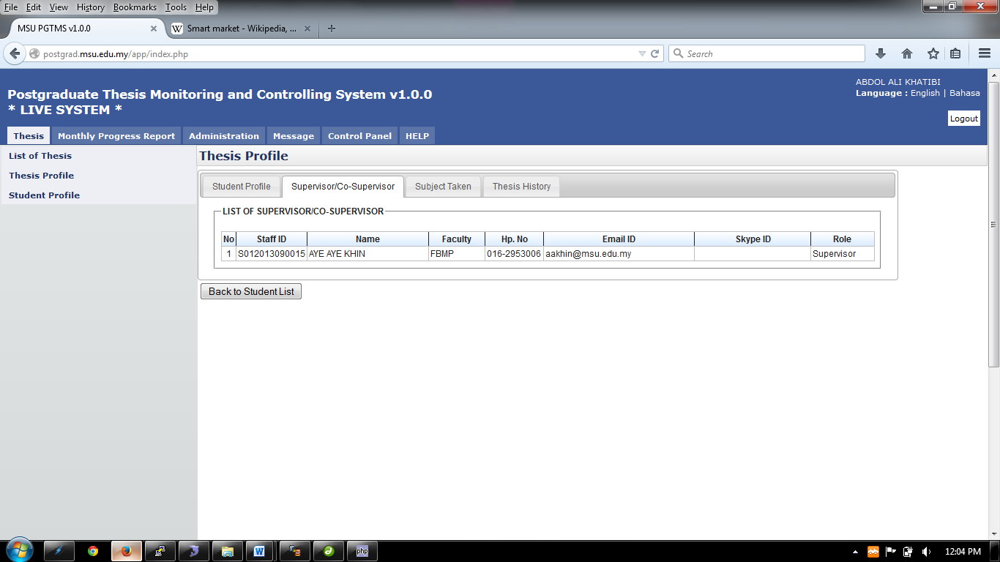 File Edit View History Bookmarks Tools Help
MSU PGTMS v1.0.0
W Smart market - Wikipedia, ...
postgrad.msu.edu.my/app/index.php
Search
ABDOL ALI KHATIBI
Language : English | Bahasa
Postgraduate Thesis Monitoring and Controlling System v1.0.0
* LIVE SYSTEM *
Logout
Thesis Monthly Progress Report Administration Message Control Panel HELP
List of Thesis
Thesis Profile
Student Profile
Thesis Profile
Student Profile Supervisor/Co-Supervisor Subject Taken Thesis History
LIST OF SUPERVISOR/CO-SUPERVISOR
No Staff ID Name Faculty Hp. No Email ID Skype ID Role
1 S012013090015 AYE AYE KHIN FBMP 016-2953006 aakhin@msu.edu.my Supervisor
Back to Student List
W php 12:04 PM